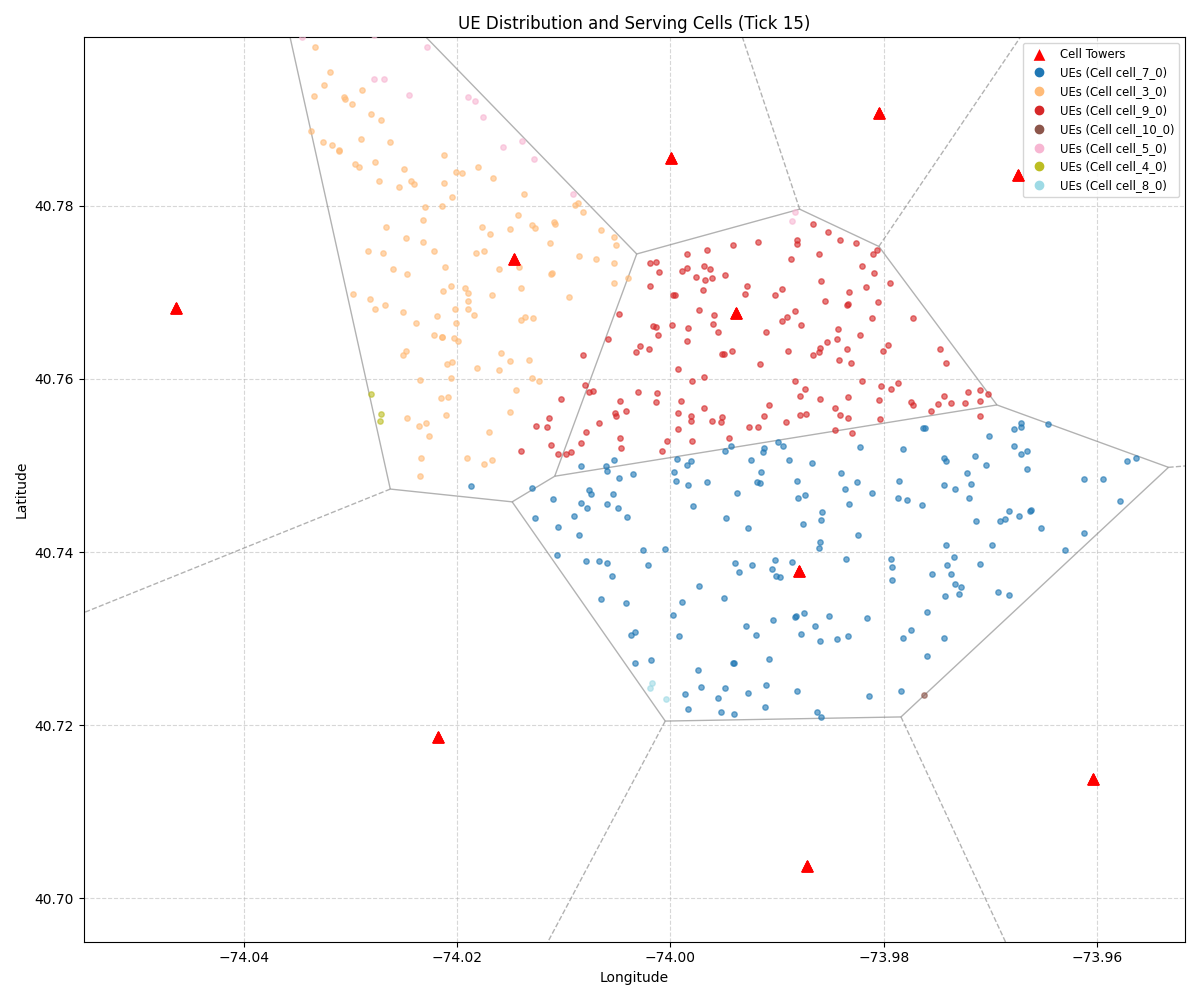 UE Distribution and Serving Cells (Tick 15)
Cell Towers
UEs (Cell cell_7_0)
UEs (Cell cell_3_0)
UEs (Cell cell_9_0)
UEs (Cell cell_10_0)
UEs (Cell cell_5_0)
UEs (Cell cell_4_0)
UEs (Cell cell_8_0)
40.78
40.76
40.74
40.72
40.70
Latitude
−74.04
−74.02
−74.00
−73.98
−73.96
Longitude